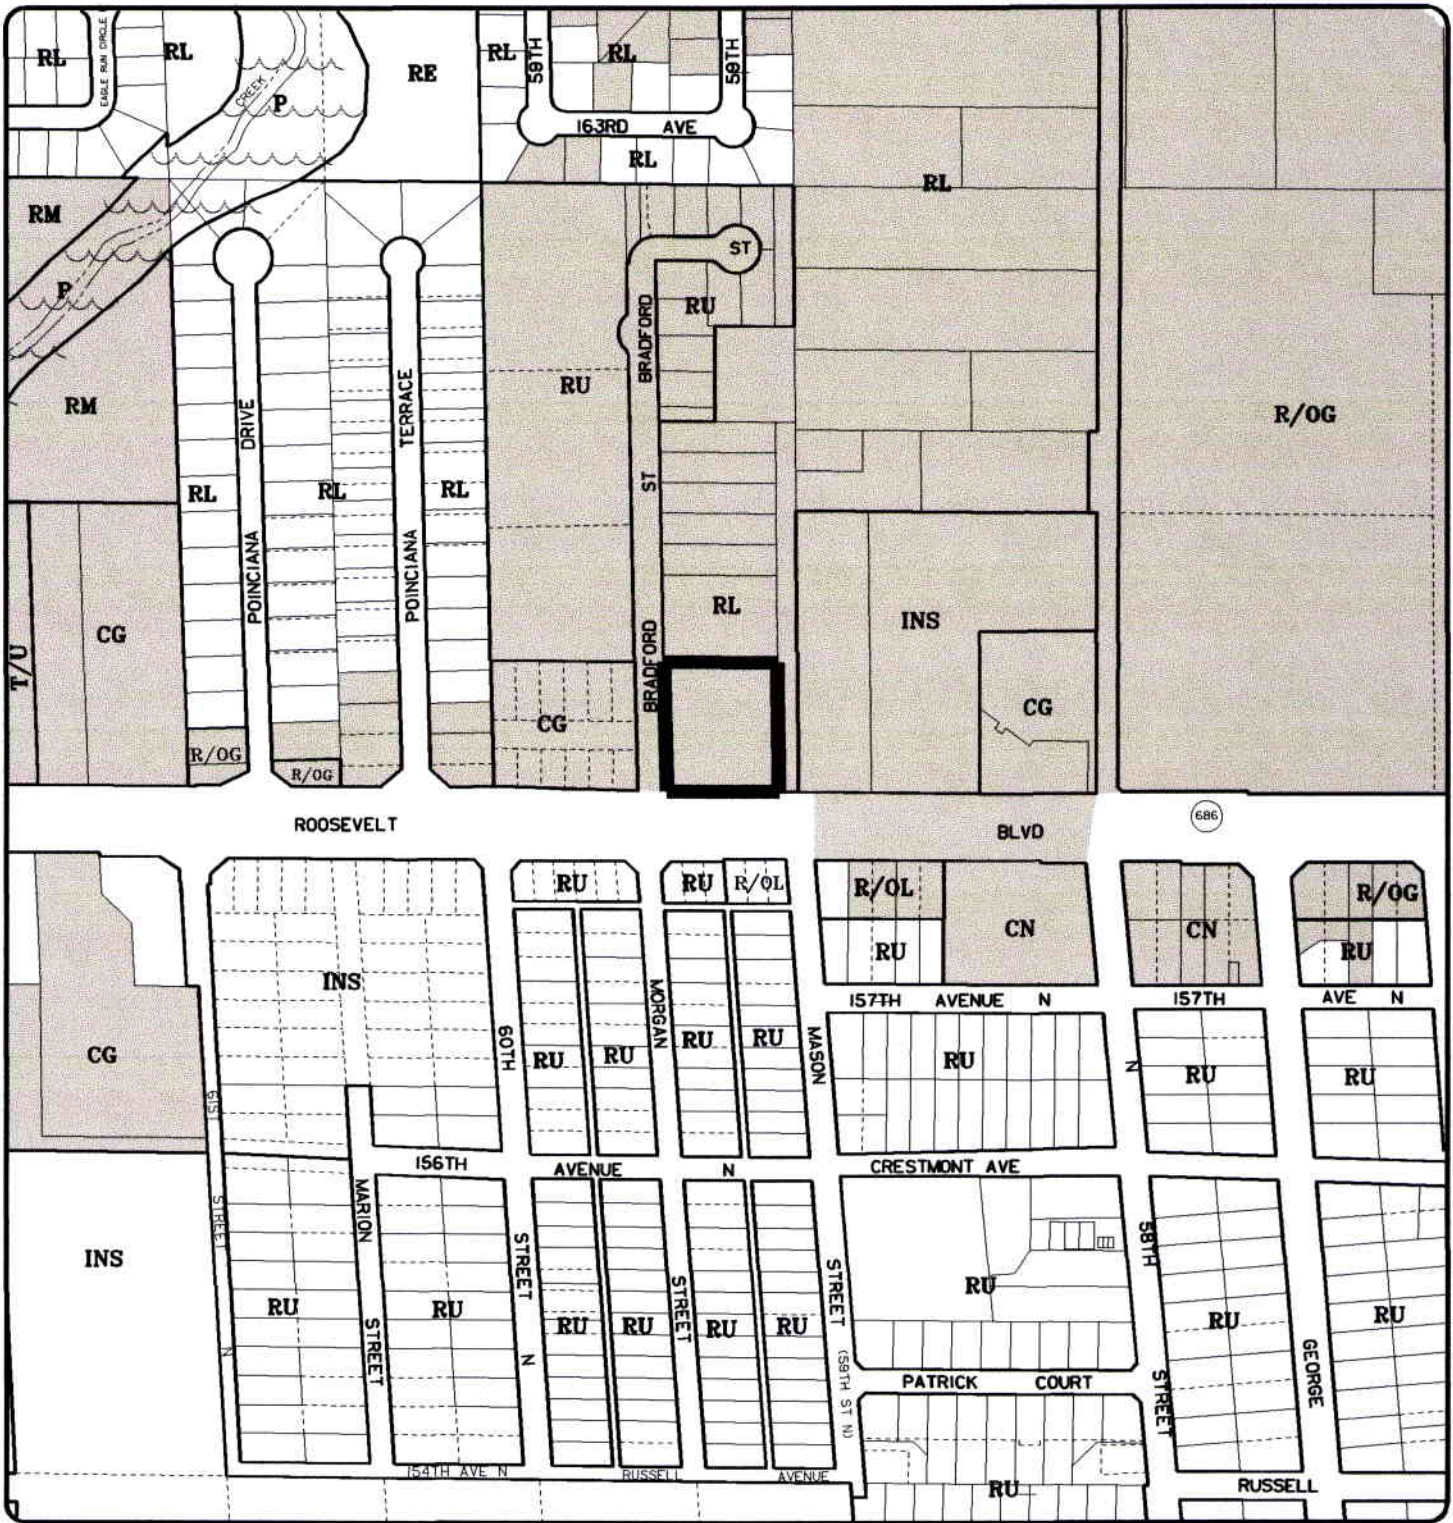 RL
EAGLE RUN CIRCLE
RL
CREEK
P
RE
RL
59TH
RL
58TH
163RD AVE
RL
RL
RM
P
ST
RU
BRADFORD
RU
RM
DRIVE
TERRACE
R/OG
RL
RL
RL
ST
POINCIANA
POINCIANA
RL
INS
CG
T/U
BRADFORD
CG
CG
R/OG
R/OG
ROOSEVELT
BLVD
686
RU
RU
R/OL
R/OL
CN
CN
R/OG
RU
RU
INS
157TH AVENUE N
157TH
AVE N
CG
60TH
MORGAN
RU
RU
RU
RU
MASON
RU
N
RU
RU
61ST
156TH
AVENUE
N
CRESTMONT AVE
STREET
MARION
INS
58TH
STREET
STREET
STREET
RU
RU
RU
RU
RU
RU
RU
RU
RU
STREET
N
N
GEORGE
(59TH ST N)
PATRICK COURT
STREET
154TH AVE N
RUSSELL
AVENUE
RU
RUSSELL